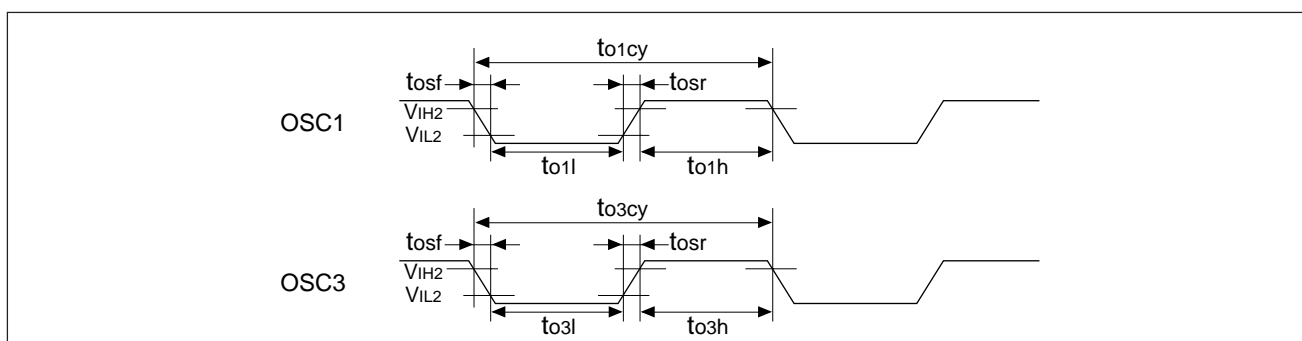 to1cy
tosf tosr
OSC1
VIH2
VIL2
to1l to1h
to3cy
tosf tosr
OSC3
VIH2
VIL2
to3l to3h